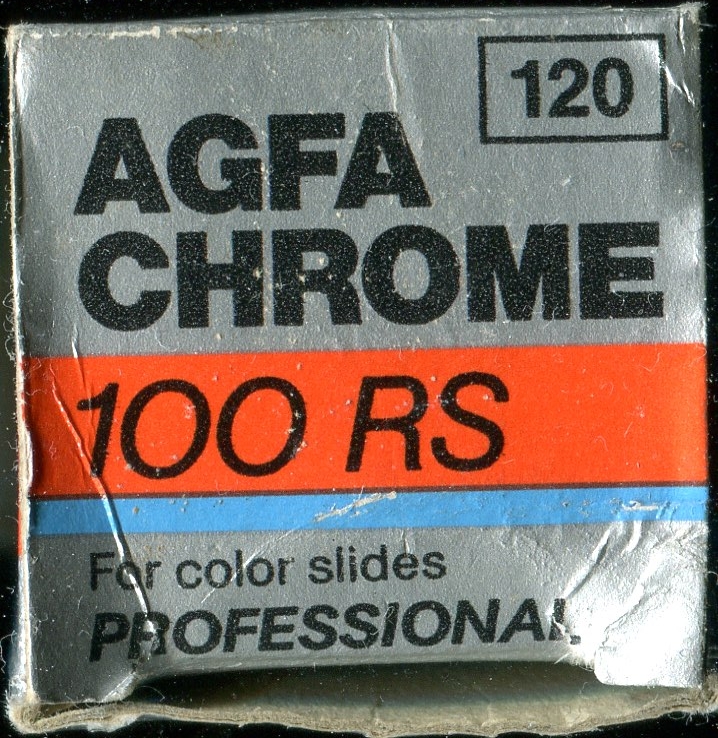 120
AGFA
CHROME
100 RS
For color slides
PROFESSIONAL